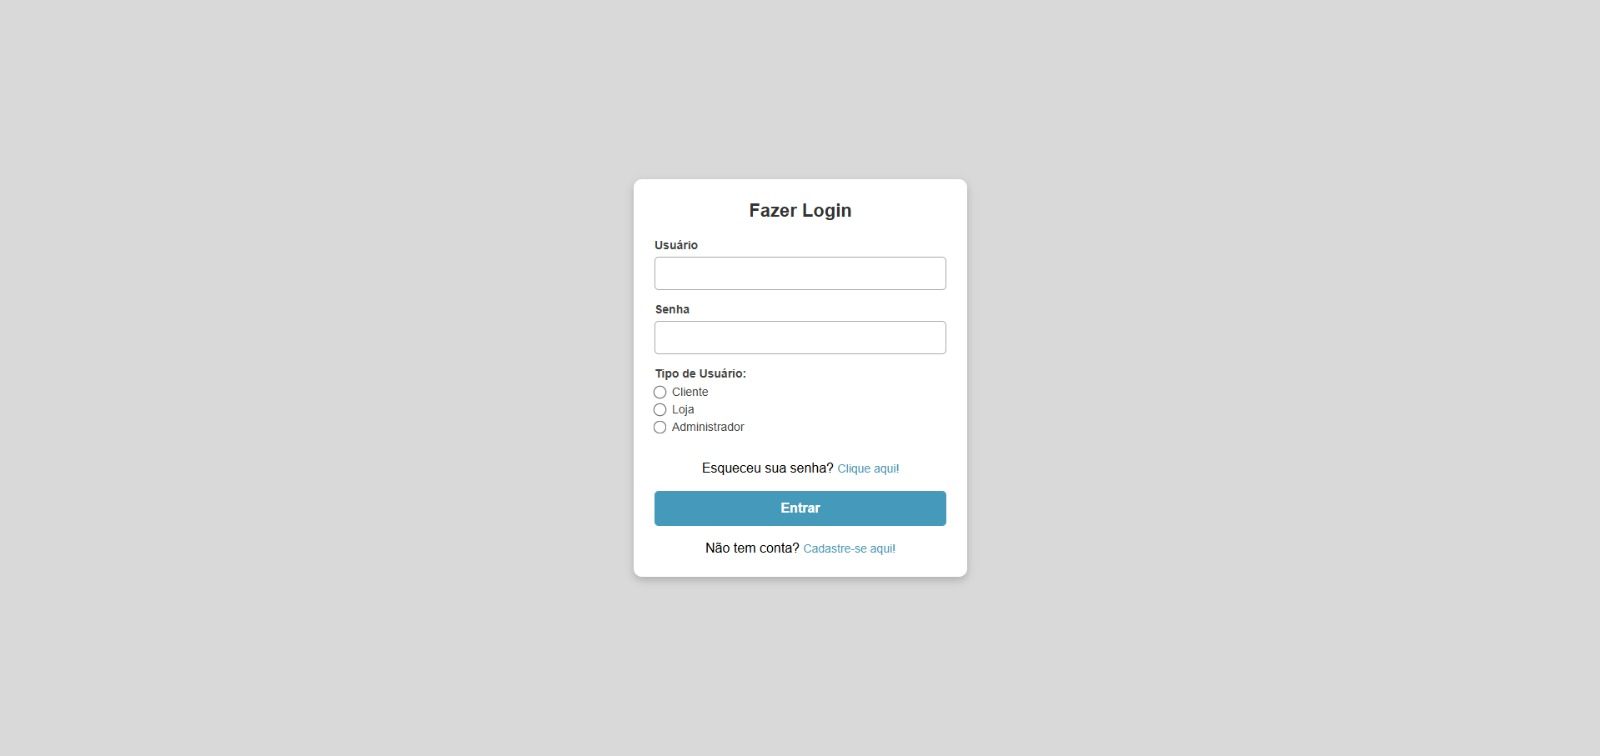 Fazer Login
Usuário
Senha
Tipo de Usuário:
Cliente
Loja
Administrador
Esqueceu sua senha? Clique aqui!
Entrar
Não tem conta? Cadastre-se aqui!